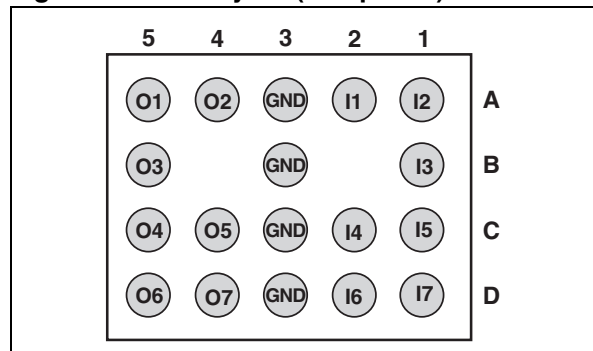 5 4 3 2 1
O1 O2 GND I1 I2 A
O3 GND I3 B
O4 O5 GND I4 I5 C
O6 O7 GND I6 I7 D